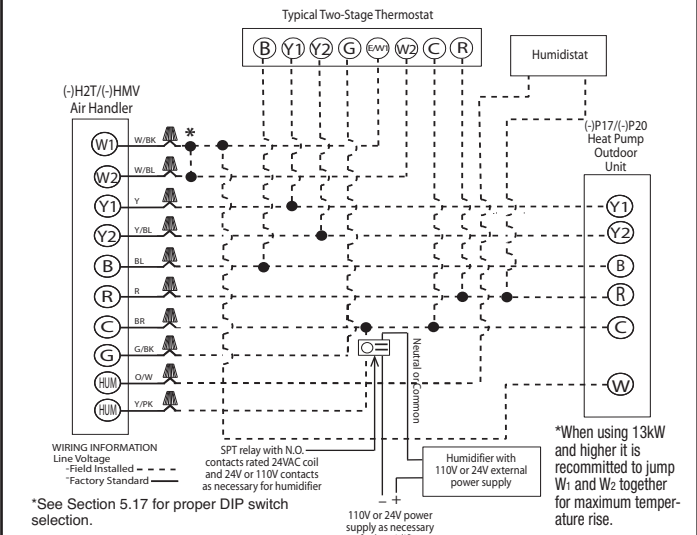 Typical Two-Stage Thermostat
B Y1 Y2 G E/W1 W2 C R
Humidistat
(-)H2T/(-)HMV
Air Handler
(-)P17/(-)P20
Heat Pump
Outdoor
Unit
W1 W/BK *
W2 W/BL
Y1 Y Y1
Y2 Y/BL Y2
B BL B
R R R
C BR C
G G/BK
HUM O/W W
HUM Y/PK
Neutral or Common
WIRING INFORMATION
Line Voltage
-Field Installed
-Factory Standard
SPT relay with N.O.
contacts rated 24VAC coil
and 24V or 110V contacts
as necessary for humidifier
Humidifier with
110V or 24V external
power supply
– +
110V or 24V power
supply as necessary
*When using 13kW
and higher it is
recommitted to jump
W1 and W2 together
for maximum temper-
ature rise.
*See Section 5.17 for proper DIP switch
selection.